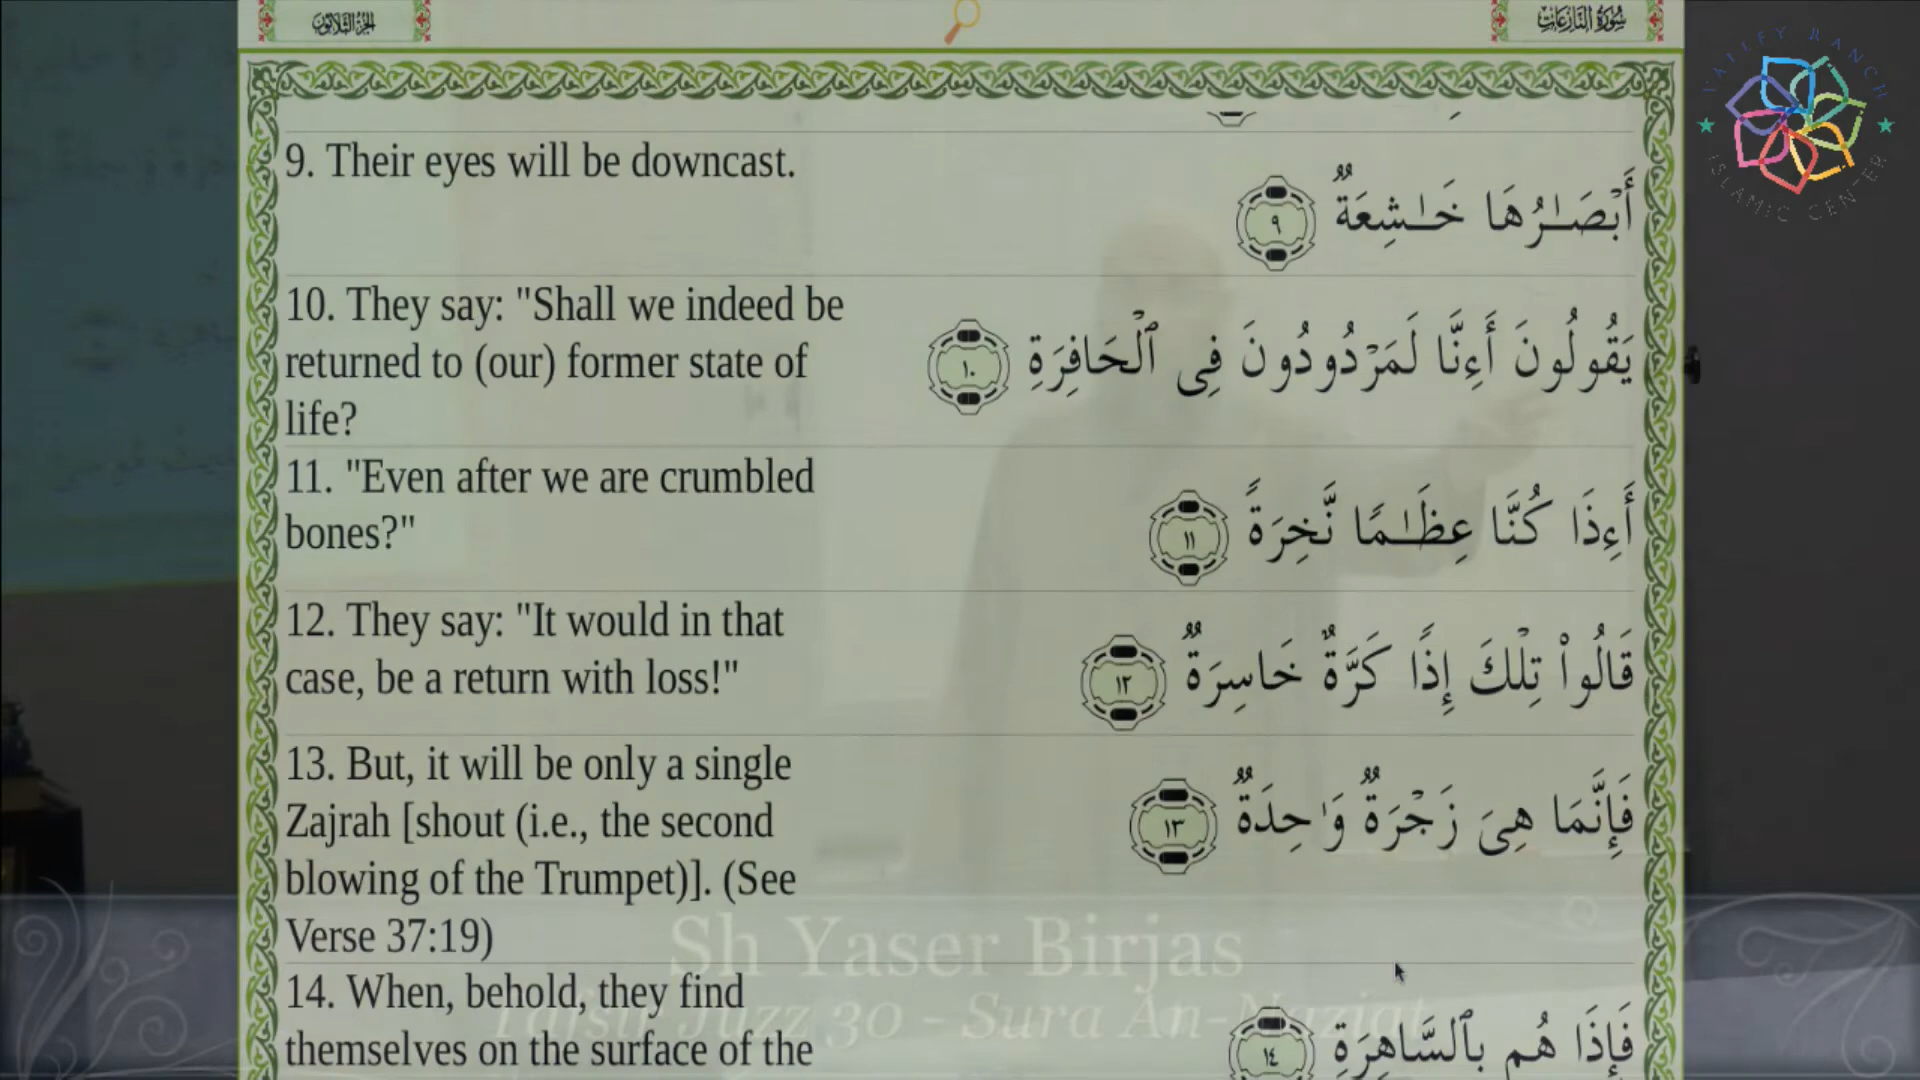 الجزء الثلاثون
سورة النازعات
VALLEY RANCH
ISLAMIC CENTER
9. Their eyes will be downcast.
أَبْصَـٰرُهَا خَـٰشِعَةٌ ٩
10. They say: "Shall we indeed be
returned to (our) former state of
life?
يَقُولُونَ أَءِنَّا لَمَرْدُودُونَ فِى ٱلْحَافِرَةِ ١٠
11. "Even after we are crumbled
bones?"
أَءِذَا كُنَّا عِظَـٰمًا نَّخِرَةً ١١
12. They say: "It would in that
case, be a return with loss!"
قَالُوا۟ تِلْكَ إِذًا كَرَّةٌ خَاسِرَةٌ ١٢
13. But, it will be only a single
Zajrah [shout (i.e., the second
blowing of the Trumpet)]. (See
Verse 37:19)
فَإِنَّمَا هِىَ زَجْرَةٌ وَٰحِدَةٌ ١٣
14. When, behold, they find
themselves on the surface of the
فَإِذَا هُم بِٱلسَّاهِرَةِ ١٤
Sh Yaser Birjas
Tafsir Juzz 30 - Sura An-Naziat